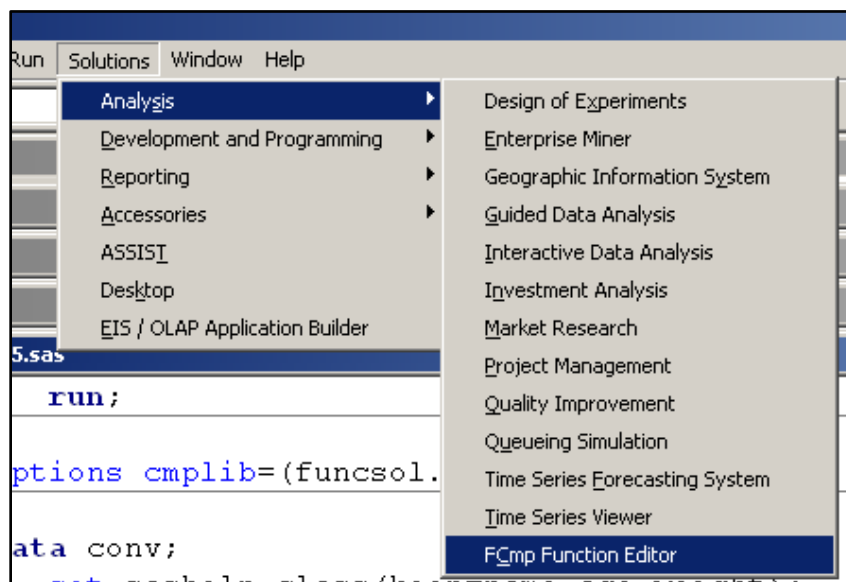 Run Solutions Window Help
Analysis
Development and Programming
Reporting
Accessories
ASSIST
Desktop
EIS / OLAP Application Builder
Design of Experiments
Enterprise Miner
Geographic Information System
Guided Data Analysis
Interactive Data Analysis
Investment Analysis
Market Research
Project Management
Quality Improvement
Queueing Simulation
Time Series Forecasting System
Time Series Viewer
FCmp Function Editor
5.sas
run;
ptions cmplib=(funcsol.
ata conv;